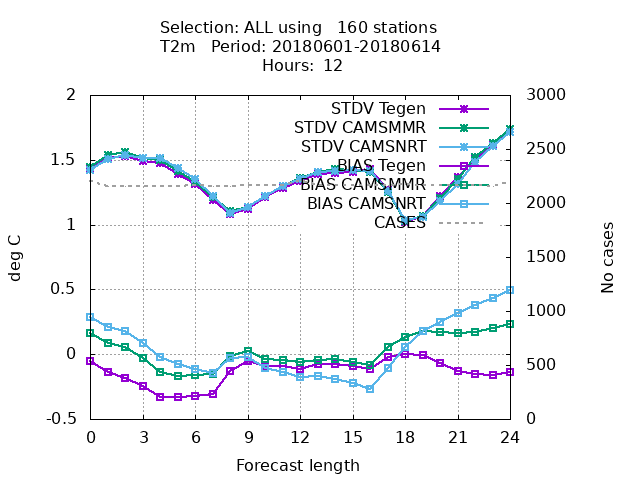 Selection: ALL using   160 stations
T2m   Period: 20180601-20180614
Hours: 12
2
1.5
1
0.5
0
-0.5
deg C
3000
2500
2000
1500
1000
500
0
No cases
STDV Tegen
STDV CAMSMMR
STDV CAMSNRT
BIAS Tegen
BIAS CAMSMMR
BIAS CAMSNRT
CASES
0 3 6 9 12 15 18 21 24
Forecast length